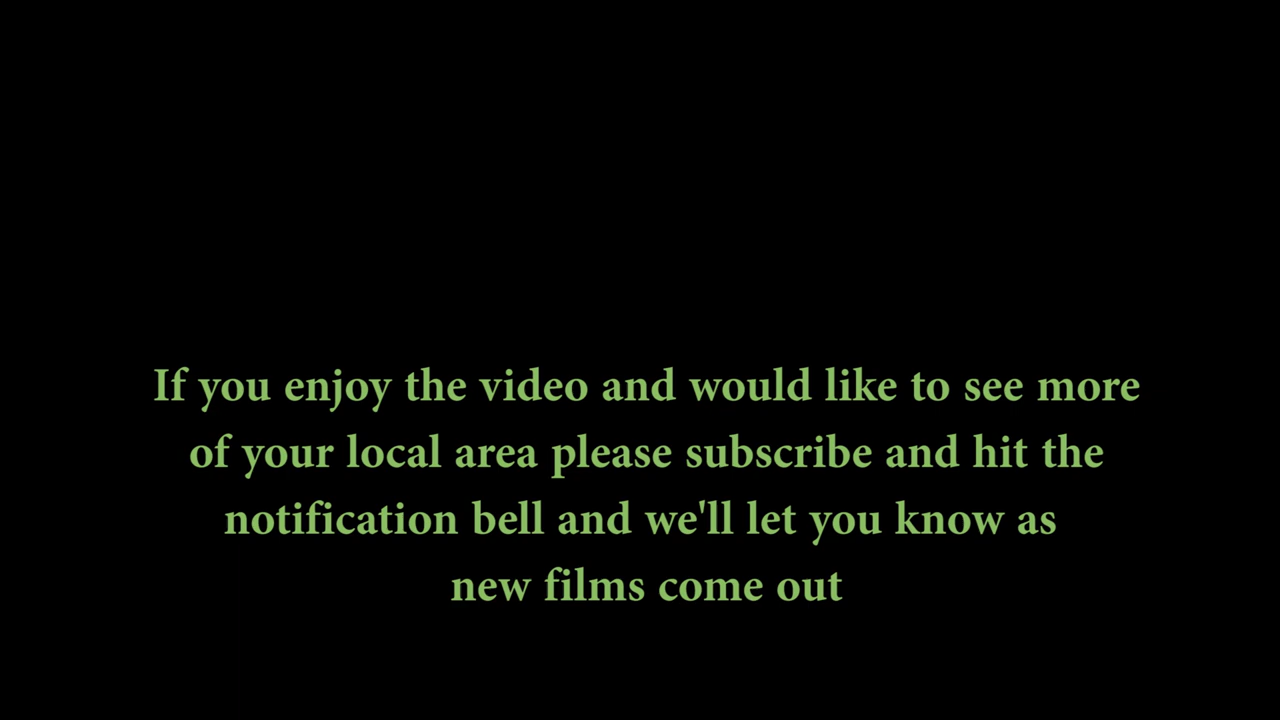 If you enjoy the video and would like to see more
of your local area please subscribe and hit the
notification bell and we'll let you know as
new films come out